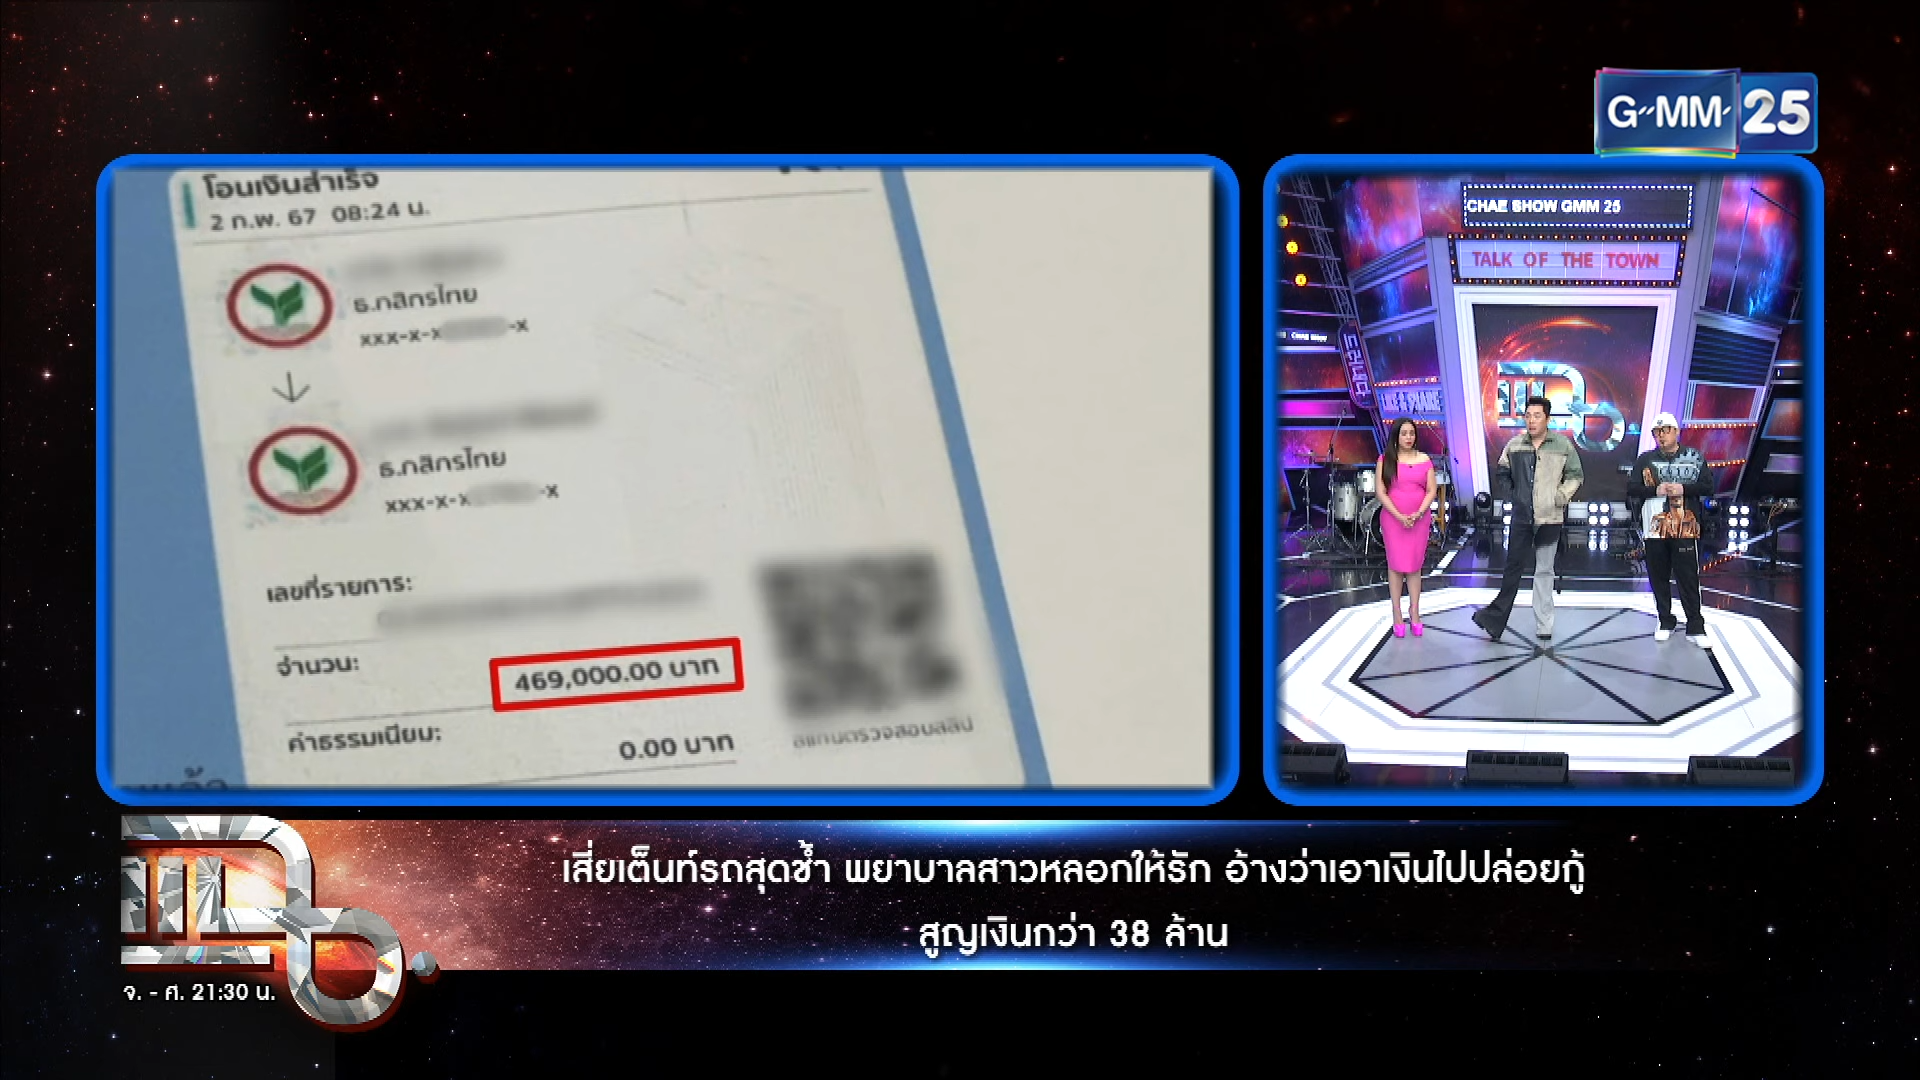 G"MM' 25
โอนเงินสำเร็จ
2 ก.พ. 67 08:24 น.
ธ.กสิกรไทย
xxx-x-x -x
ธ.กสิกรไทย
xxx-x-x -x
เลขที่รายการ:
จำนวน:
469,000.00 บาท
ค่าธรรมเนียม:
0.00 บาท
สแกนตรวจสอบสลิป
CHAE SHOW GMM 25
TALK OF THE TOWN
LIKE & SHARE
แฉ
แฉ.
เสี่ยเต็นท์รถสุดช้ำ พยาบาลสาวหลอกให้รัก อ้างว่าเอาเงินไปปล่อยกู้
สูญเงินกว่า 38 ล้าน
จ. - ศ. 21:30 น.